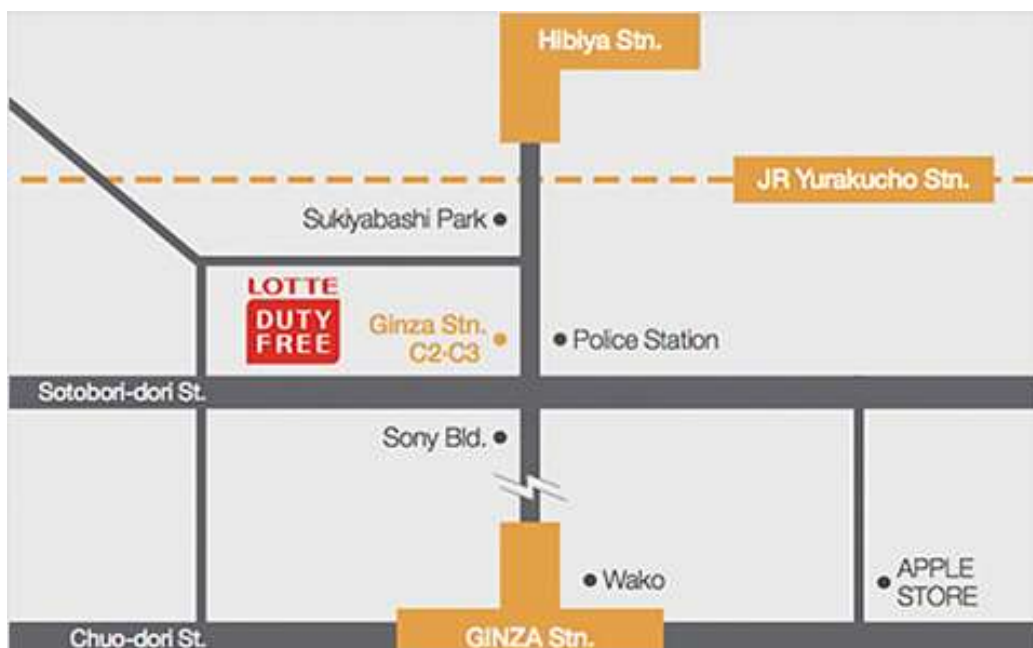 Hibiya Stn.
JR Yurakucho Stn.
Sukiyabashi Park
LOTTE
DUTY
FREE
Ginza Stn.
C2·C3
Police Station
Sotobori-dori St.
Sony Bld.
Wako
APPLE
STORE
Chuo-dori St.
GINZA Stn.